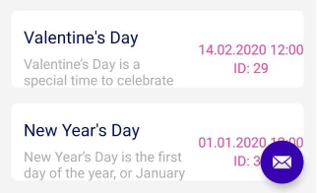 Valentine's Day
14.02.2020 12:00
Valentine's Day is a
ID: 29
special time to celebrate
New Year's Day
01.01.2020
New Year's Day is the first
ID: 3
day of the year, or January